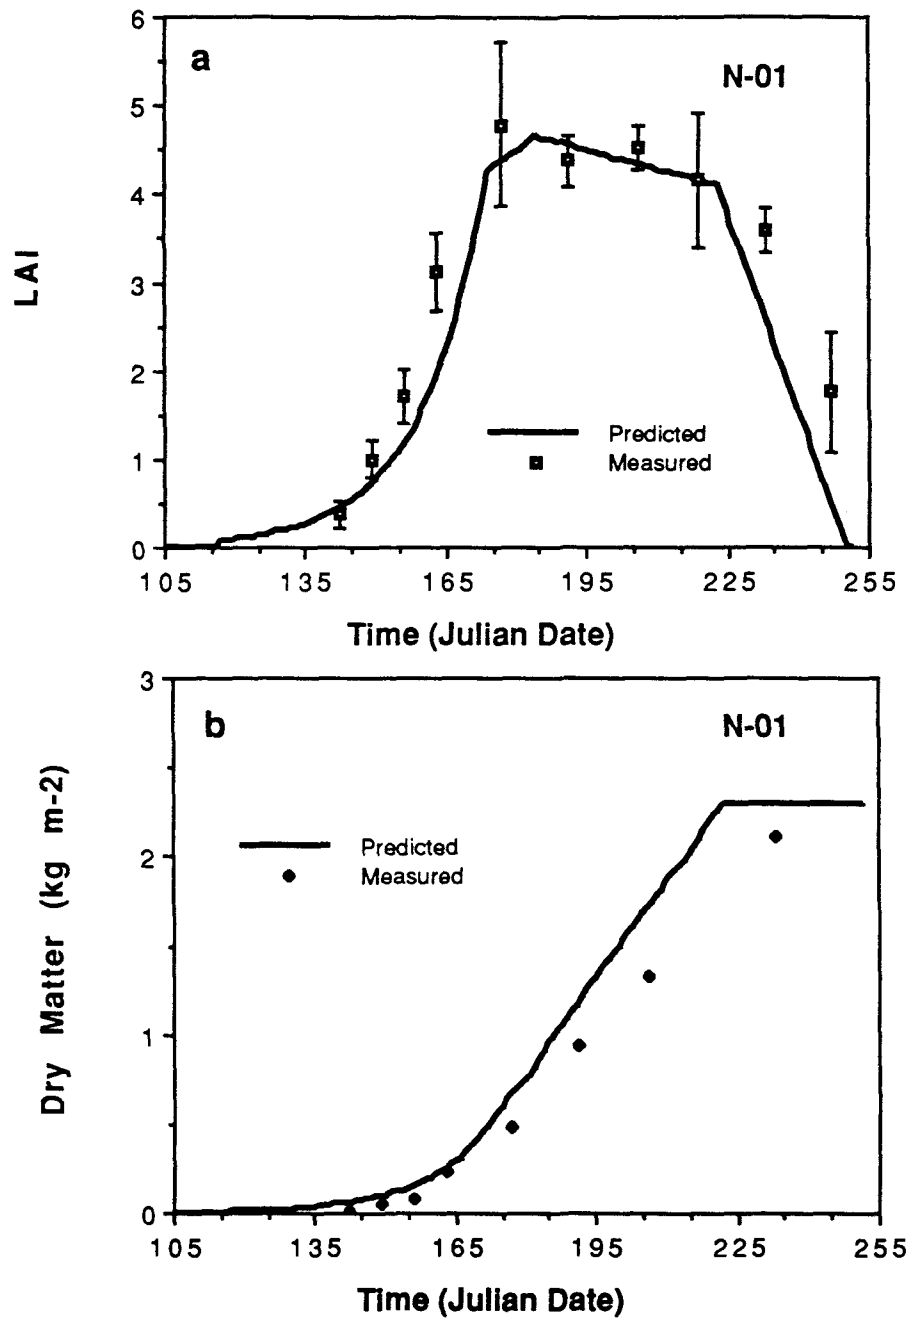 6
a
N-01
5
4
LAI
3
2
Predicted
1
Measured
0
105 135 165 195 225 255
Time (Julian Date)
3
b
N-01
Predicted
2
Measured
Dry Matter (kg m-2)
1
0
105 135 165 195 225 255
Time (Julian Date)